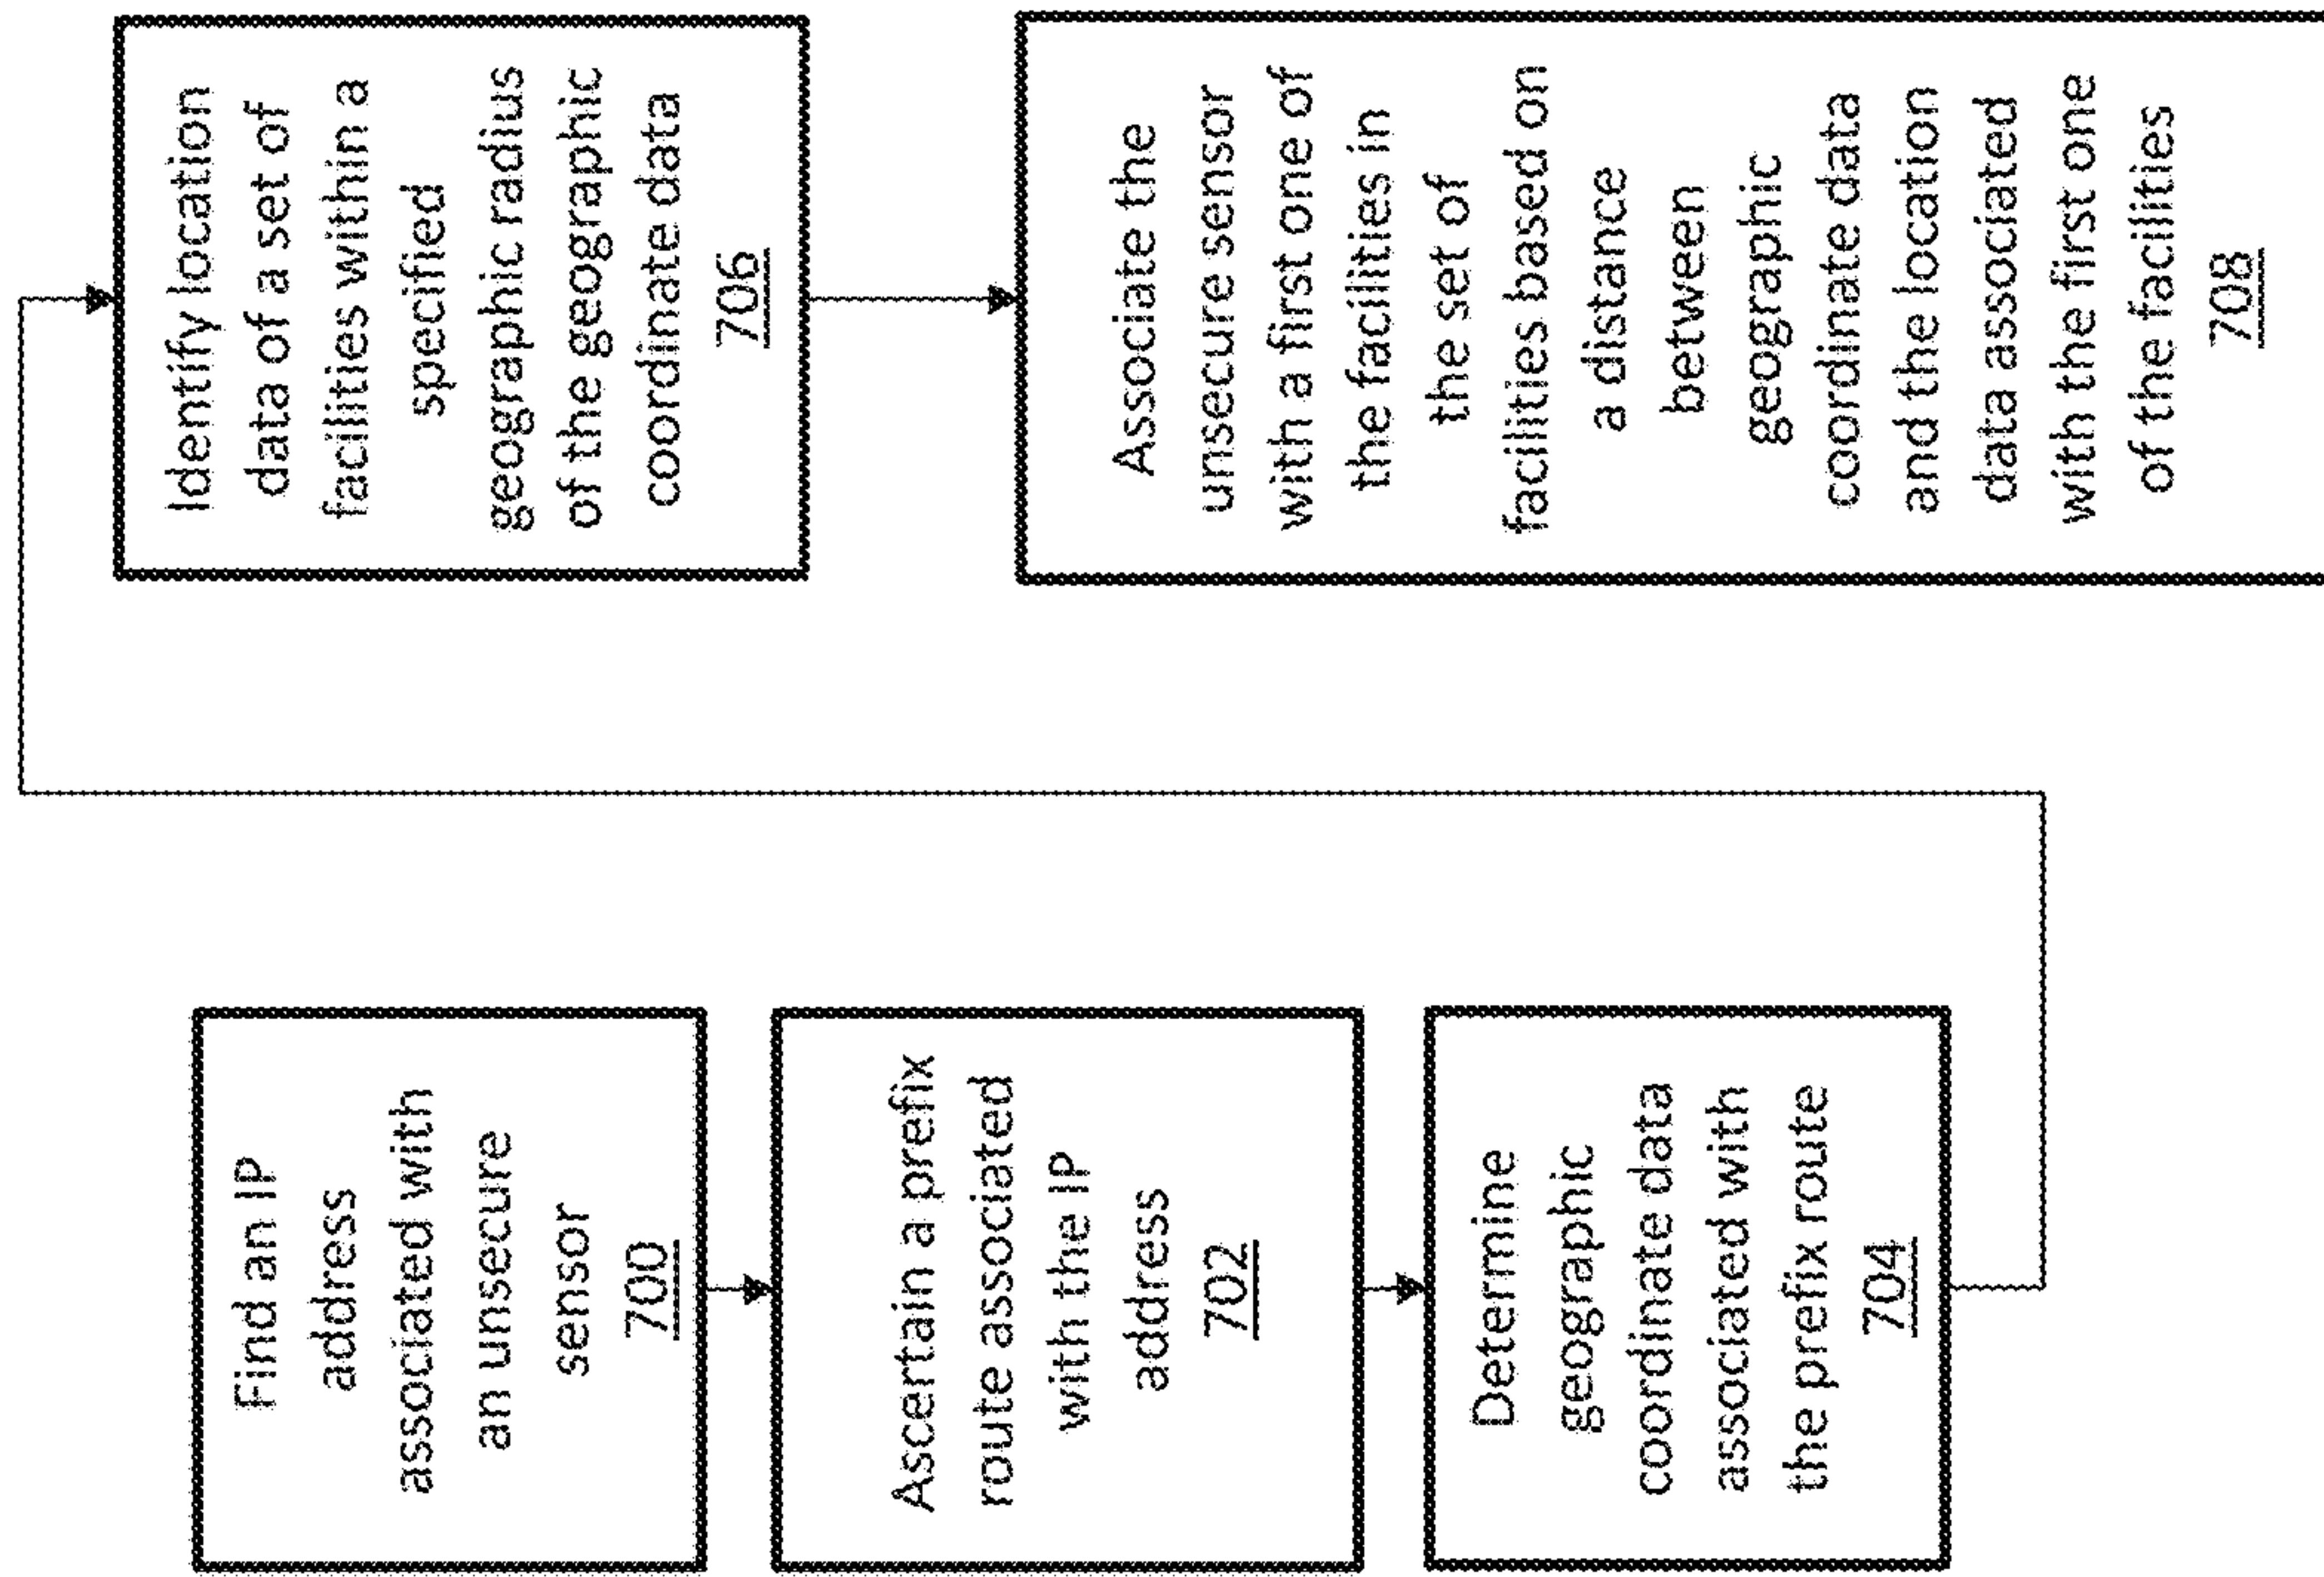 Find an IP
address
associated with
an unsecure
sensor
700
Ascertain a prefix
route associated
with the IP
address
702
Determine
geographic
coordinate data
associated with
the prefix route
704
Identify location
data of a set of
facilities within a
specified
geographic radius
of the geographic
coordinate data
706
Associate the
unsecure sensor
with a first one of
the facilities in
the set of
facilities based on
a distance
between
geographic
coordinate data
and the location
data associated
with the first one
of the facilities
708